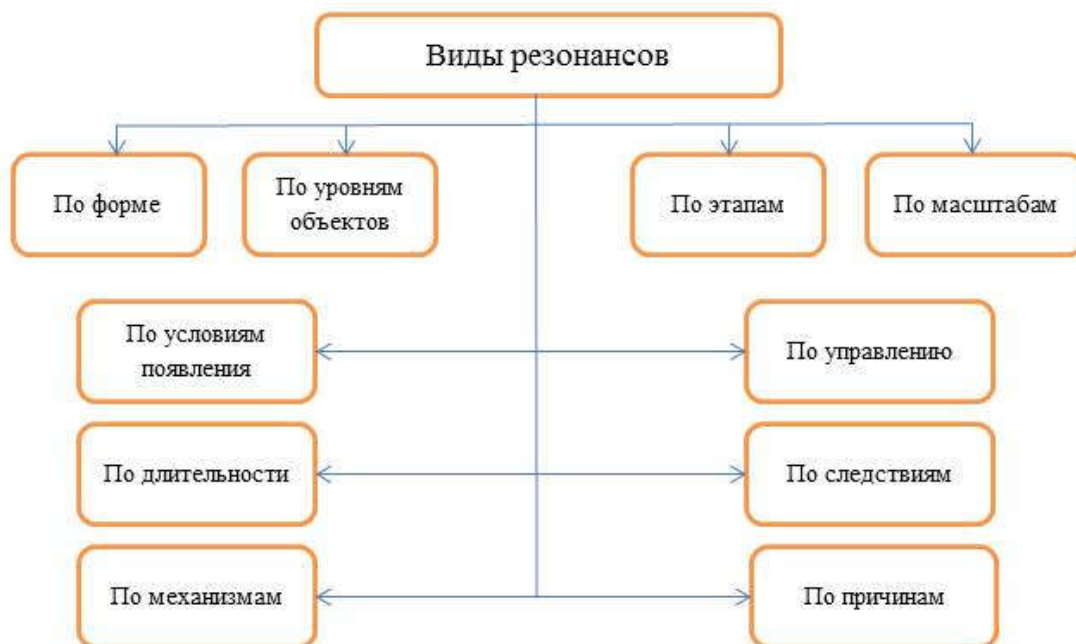 Виды резонансов
По форме
По уровням
объектов
По этапам
По масштабам
По условиям
появления
По управлению
По длительности
По следствиям
По механизмам
По причинам